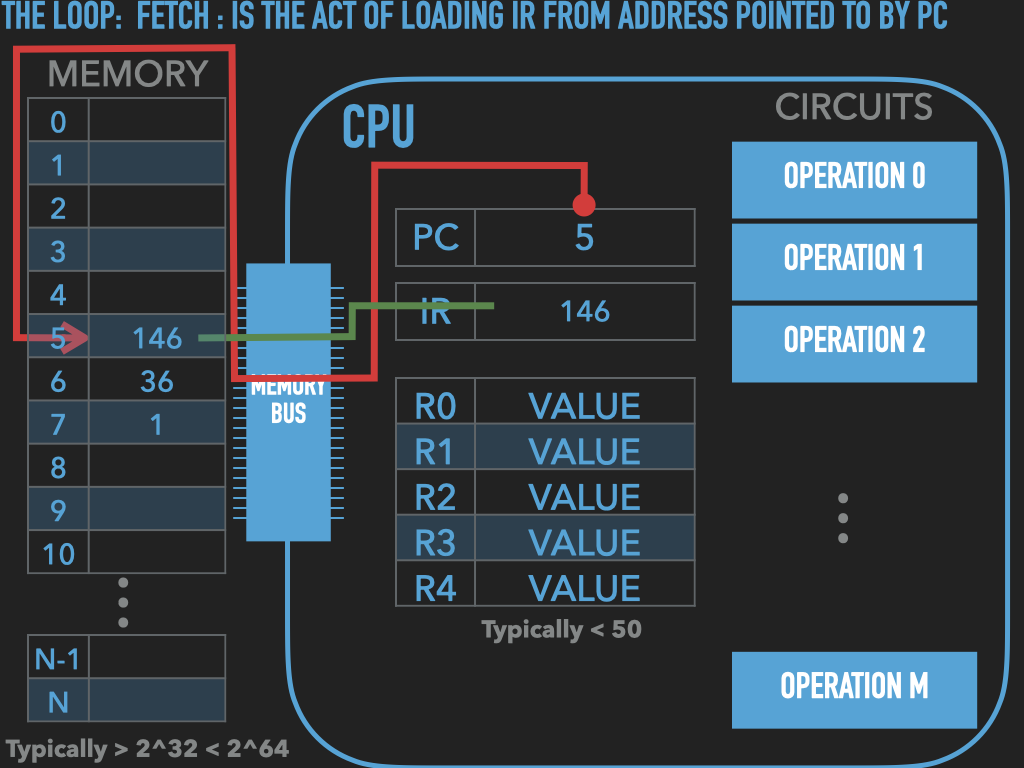 THE LOOP: FETCH : IS THE ACT OF LOADING IR FROM ADDRESS POINTED TO BY PC
MEMORY
0
1
2
3
4
5 146
6 36
7 1
8
9
10
N-1
N
Typically > 2^32 < 2^64
MEMORY
BUS
CPU
PC 5
IR 146
R0 VALUE
R1 VALUE
R2 VALUE
R3 VALUE
R4 VALUE
Typically < 50
CIRCUITS
OPERATION 0
OPERATION 1
OPERATION 2
OPERATION M